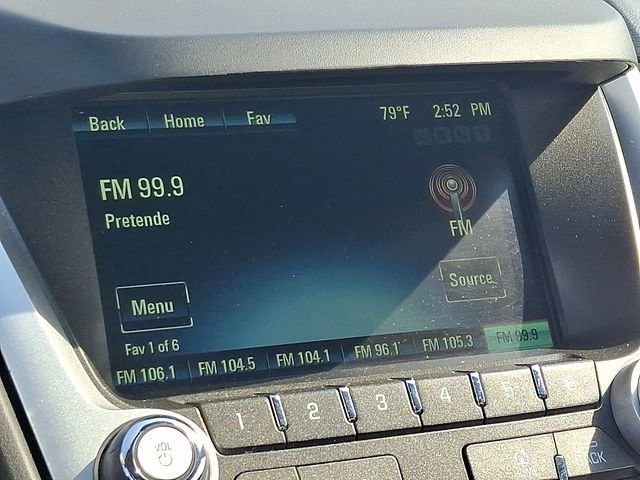 Back Home Fav 79°F 2:52 PM
FM 99.9
Pretende
FM
Menu
Source
Fav 1 of 6
FM 106.1 FM 104.5 FM 104.1 FM 96.1 FM 105.3 FM 99.9
1 2 3 4 5 6
VOL